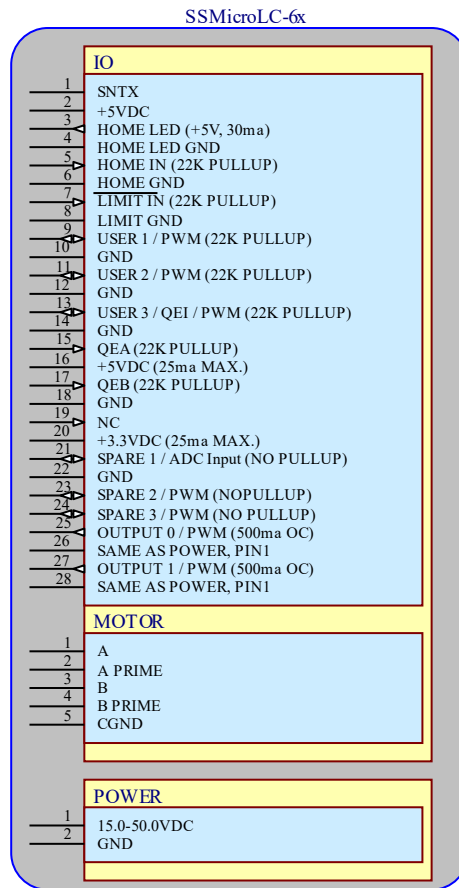 SSMicroLC-6x
IO
1 SNTX
2 +5VDC
3 HOME LED (+5V, 30ma)
4 HOME LED GND
5 HOME IN (22K PULLUP)
6 HOME GND
7 LIMIT IN (22K PULLUP)
8 LIMIT GND
9 USER 1 / PWM (22K PULLUP)
10 GND
11 USER 2 / PWM (22K PULLUP)
12 GND
13 USER 3 / QEI / PWM (22K PULLUP)
14 GND
15 QEA (22K PULLUP)
16 +5VDC (25ma MAX.)
17 QEB (22K PULLUP)
18 GND
19 NC
20 +3.3VDC (25ma MAX.)
21 SPARE 1 / ADC Input (NO PULLUP)
22 GND
23 SPARE 2 / PWM (NOPULLUP)
24 SPARE 3 / PWM (NO PULLUP)
25 OUTPUT 0 / PWM (500ma OC)
26 SAME AS POWER, PIN1
27 OUTPUT 1 / PWM (500ma OC)
28 SAME AS POWER, PIN1
MOTOR
1 A
2 A PRIME
3 B
4 B PRIME
5 CGND
POWER
1 15.0-50.0VDC
2 GND